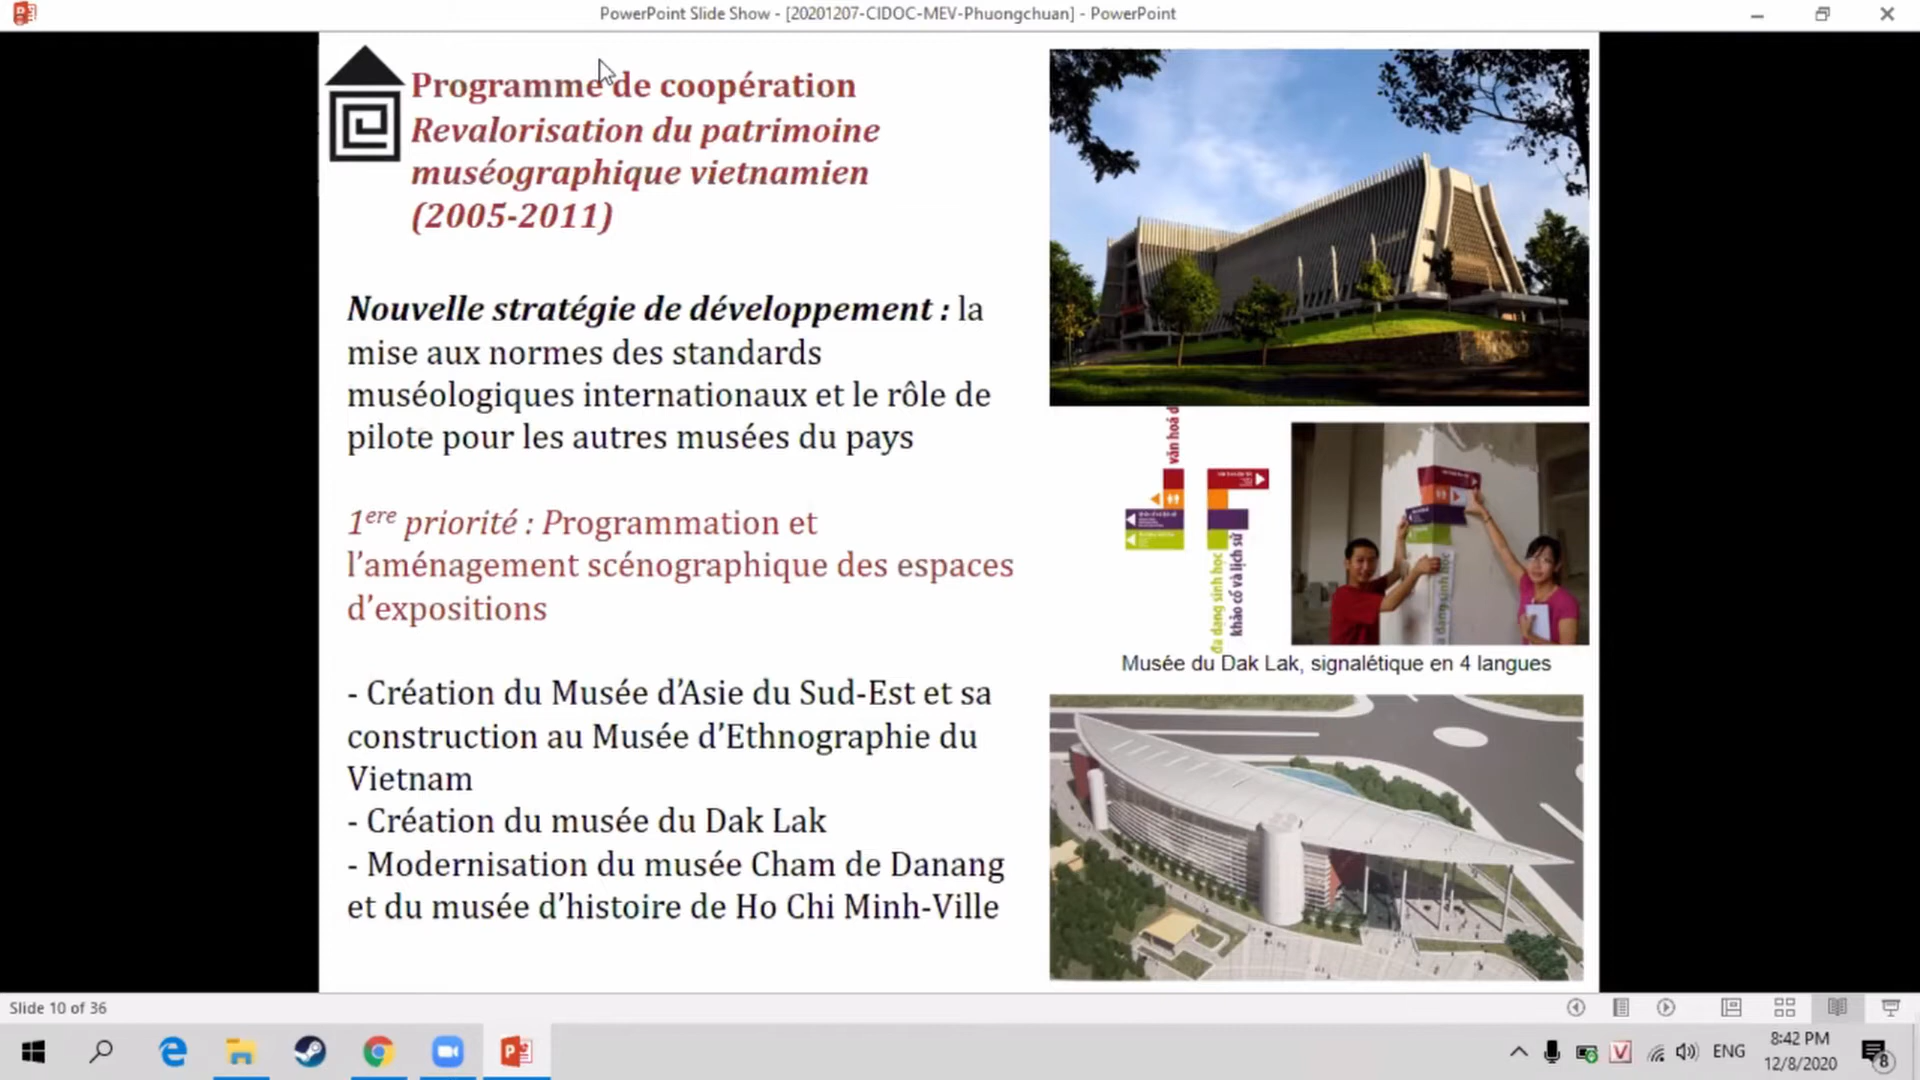 PowerPoint Slide Show - [20201207-CIDOC-MEV-Phuongchuan] - PowerPoint
Programme de coopération
Revalorisation du patrimoine
muséographique vietnamien
(2005-2011)
Nouvelle stratégie de développement : la
mise aux normes des standards
muséologiques internationaux et le rôle de
pilote pour les autres musées du pays
1ere priorité : Programmation et
l’aménagement scénographique des espaces
d’expositions
- Création du Musée d’Asie du Sud-Est et sa
construction au Musée d’Ethnographie du
Vietnam
- Création du musée du Dak Lak
- Modernisation du musée Cham de Danang
et du musée d’histoire de Ho Chi Minh-Ville
văn hoá d
đa dạng sinh học
khảo cổ và lịch sử
đa dạng sinh học
Musée du Dak Lak, signalétique en 4 langues
Slide 10 of 36
ENG
8:42 PM
12/8/2020
8